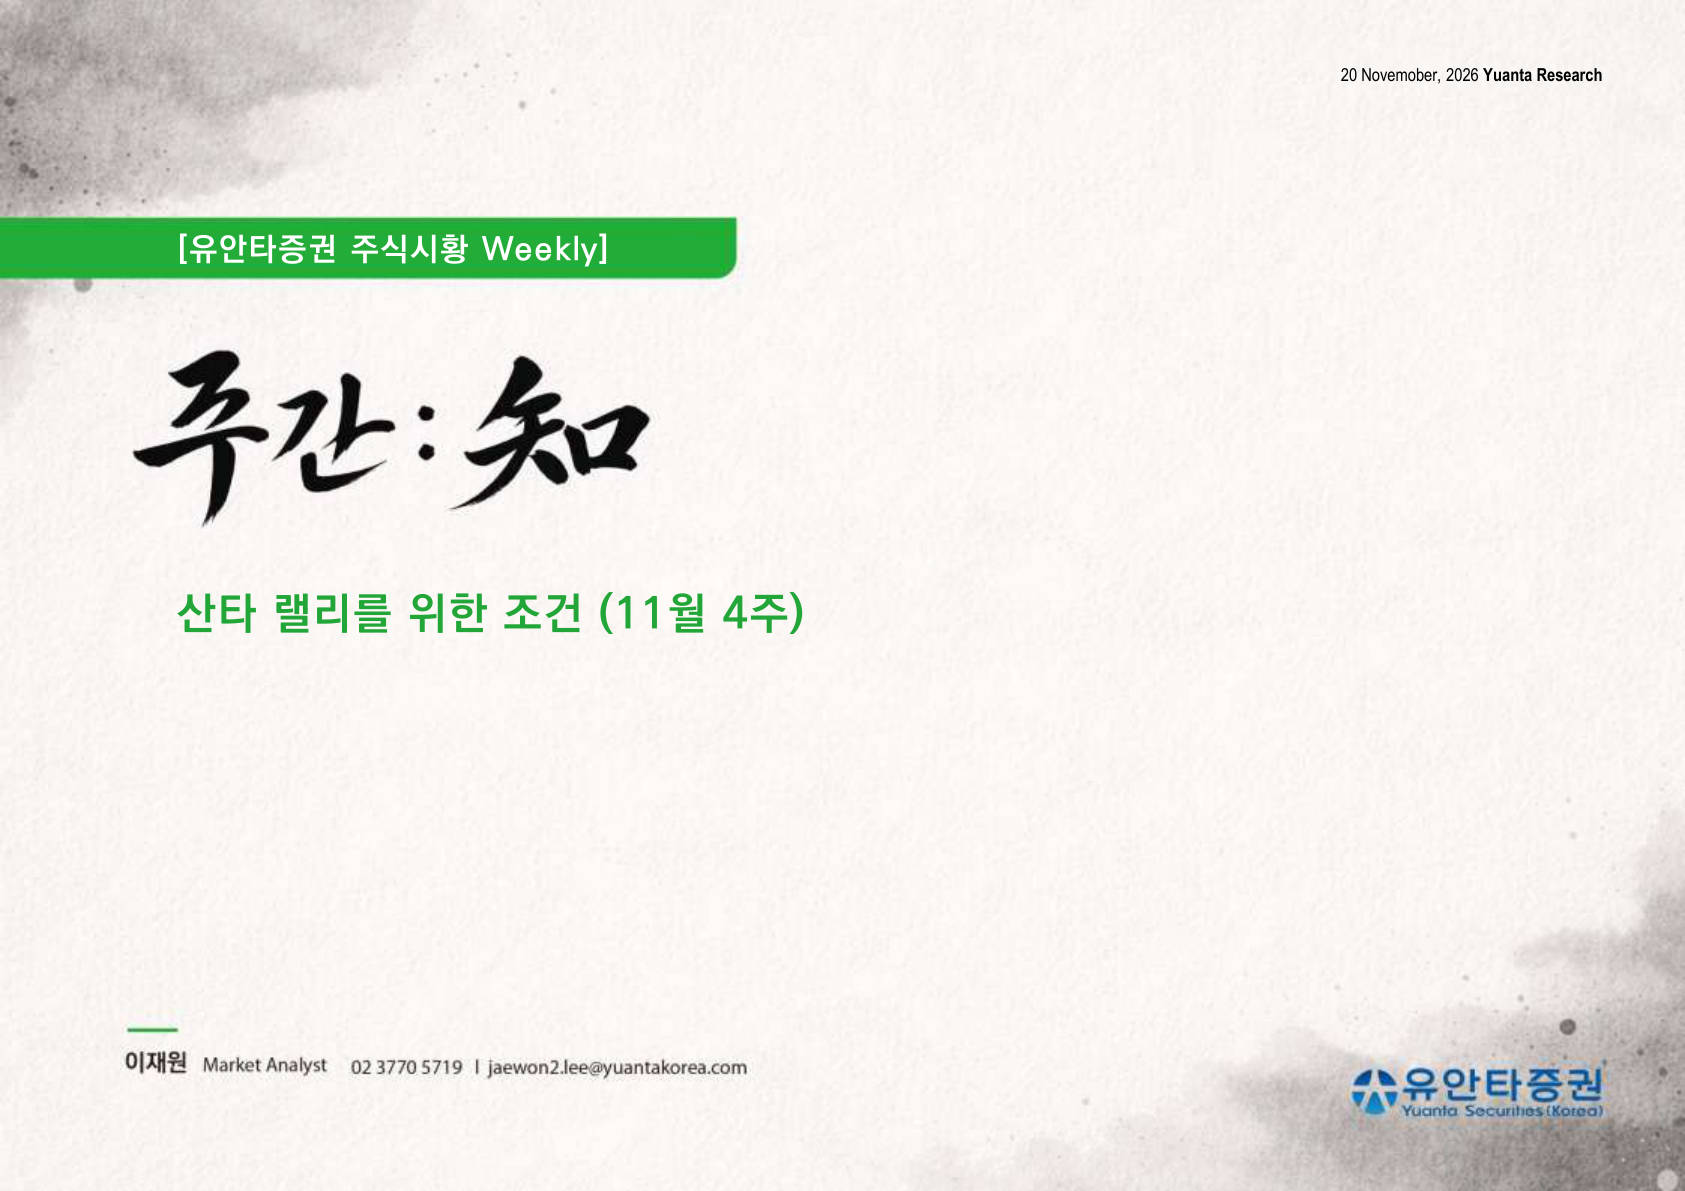 20 Novemober, 2026 Yuanta Research
[유안타증권 주식시황 Weekly]
주간:知
산타 랠리를 위한 조건 (11월 4주)
이재원 Market Analyst 02 3770 5719 l jaewon2.lee@yuantakorea.com
유안타증권
Yuanta Securities (Korea)